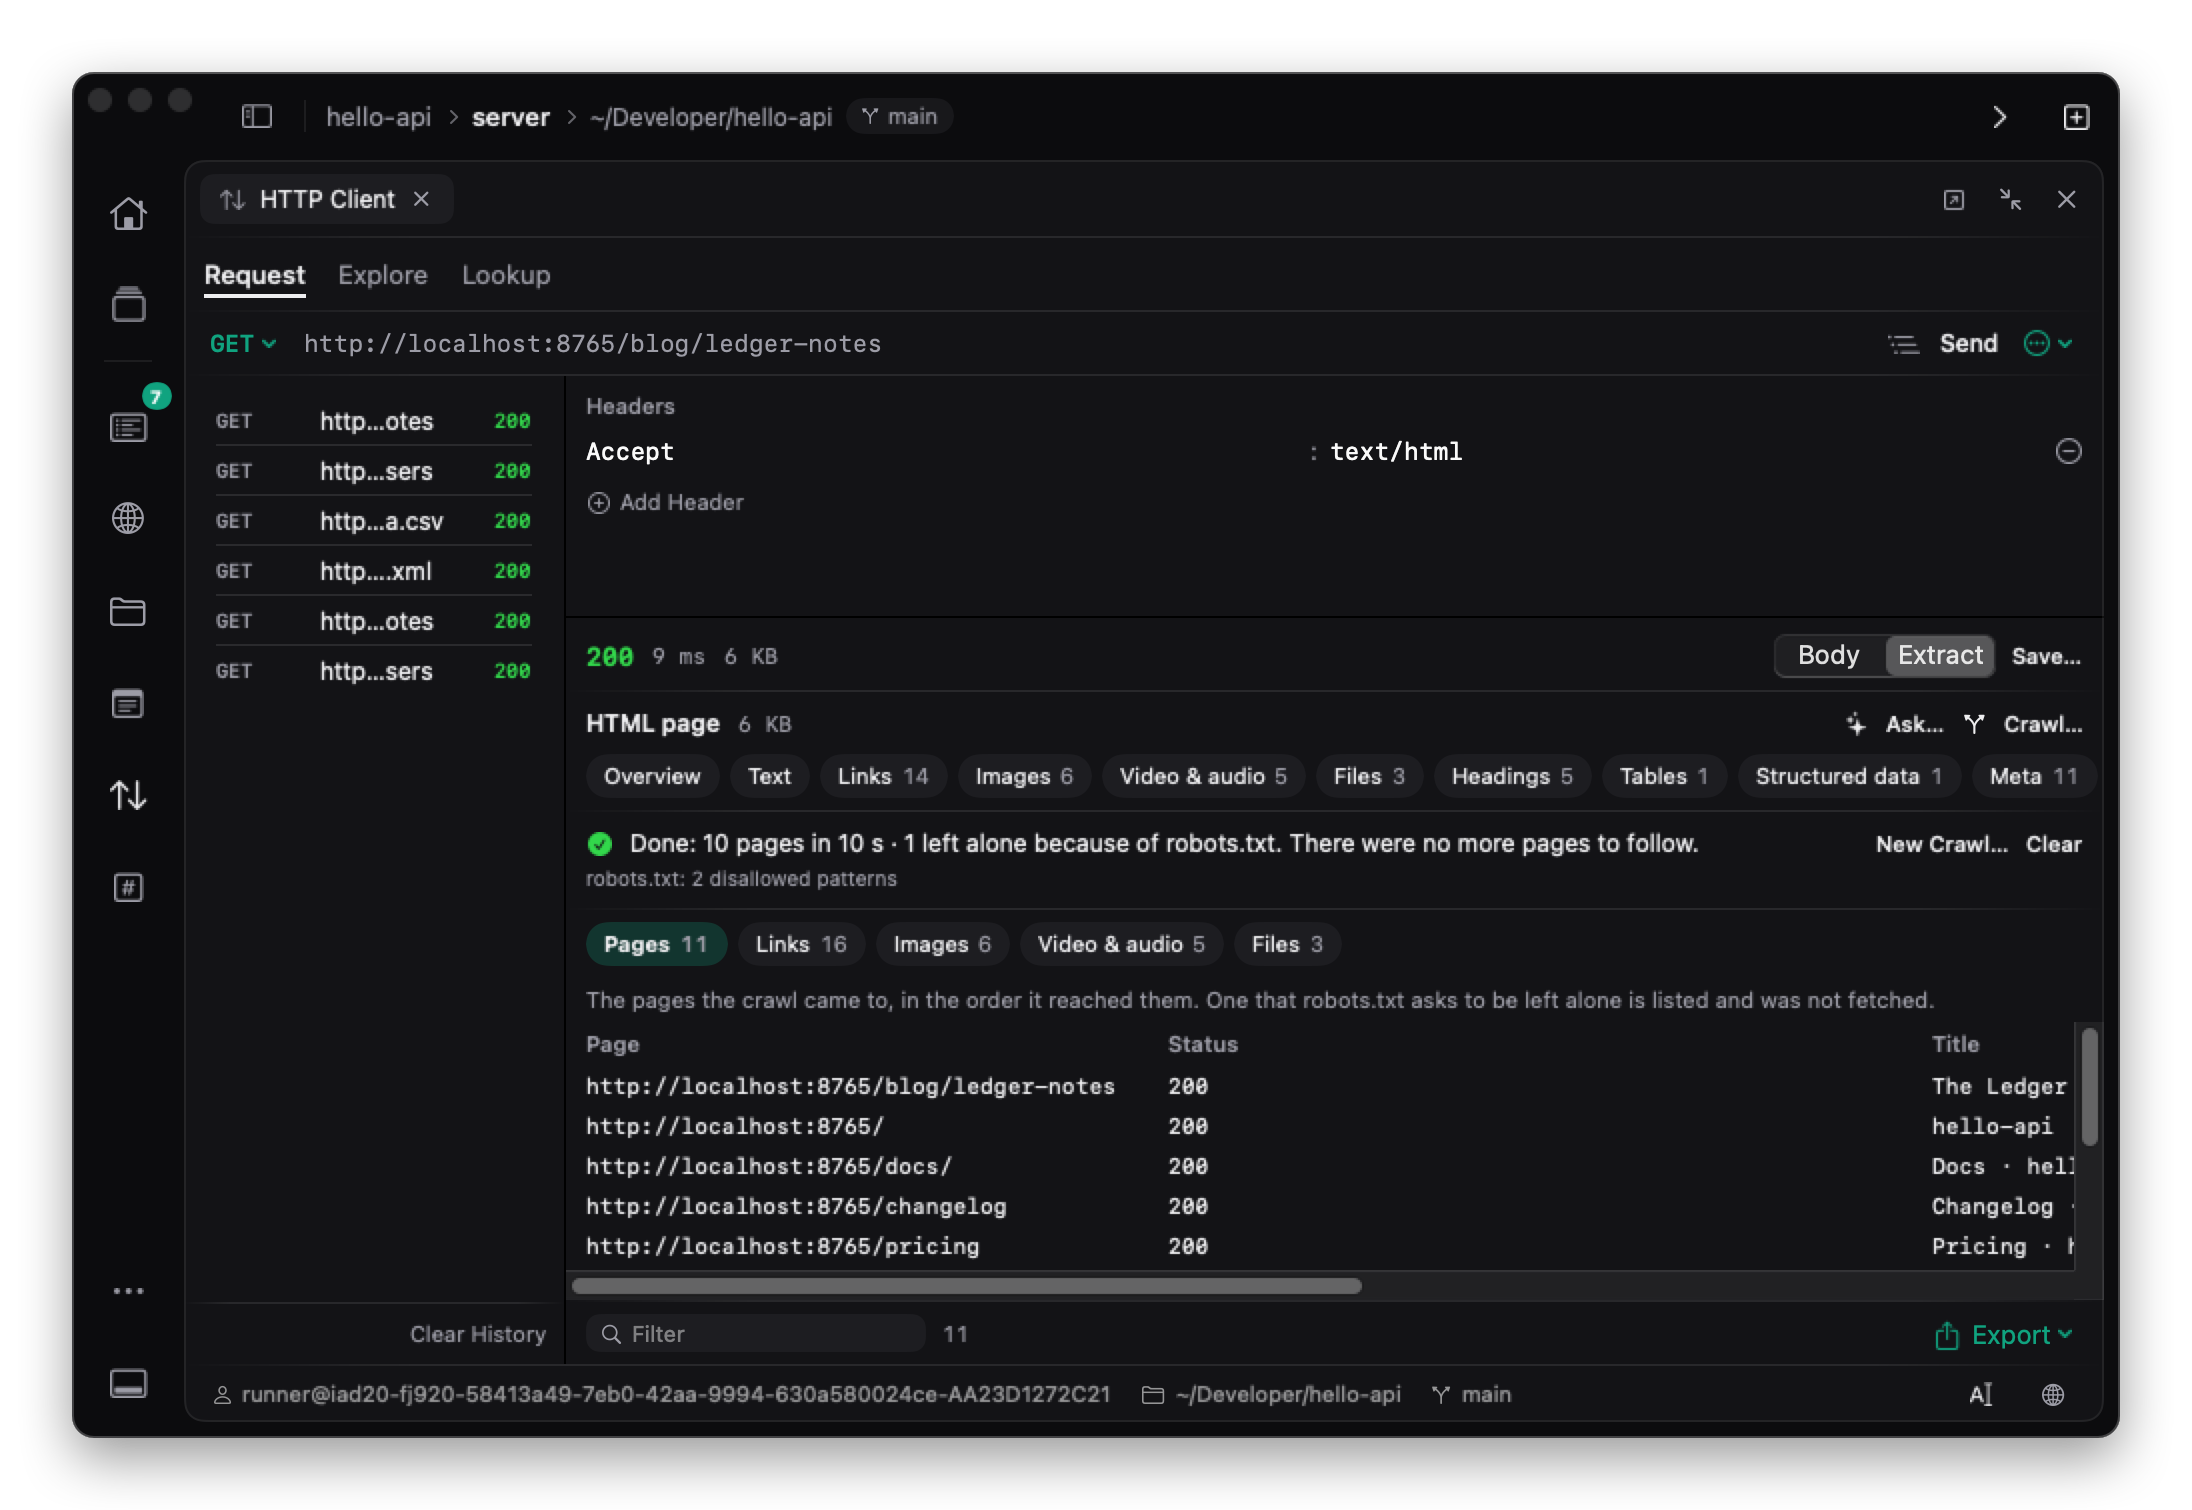 hello-api > server > ~/Developer/hello-api main
HTTP Client
Request Explore Lookup
GET http://localhost:8765/blog/ledger-notes Send
7
GET http...otes 200
GET http...sers 200
GET http...a.csv 200
GET http....xml 200
GET http...otes 200
GET http...sers 200
Clear History
Headers
Accept : text/html
Add Header
200 9 ms 6 KB Body Extract Save...
HTML page 6 KB Ask... Crawl...
Overview Text Links 14 Images 6 Video & audio 5 Files 3 Headings 5 Tables 1 Structured data 1 Meta 11
Done: 10 pages in 10 s · 1 left alone because of robots.txt. There were no more pages to follow. New Crawl... Clear
robots.txt: 2 disallowed patterns
Pages 11 Links 16 Images 6 Video & audio 5 Files 3
The pages the crawl came to, in the order it reached them. One that robots.txt asks to be left alone is listed and was not fetched.
Page Status Title
http://localhost:8765/blog/ledger-notes 200 The Ledger
http://localhost:8765/ 200 hello-api
http://localhost:8765/docs/ 200 Docs · hell
http://localhost:8765/changelog 200 Changelog ·
http://localhost:8765/pricing 200 Pricing · h
Filter 11 Export
runner@iad20-fj920-58413a49-7eb0-42aa-9994-630a580024ce-AA23D1272C21 ~/Developer/hello-api main